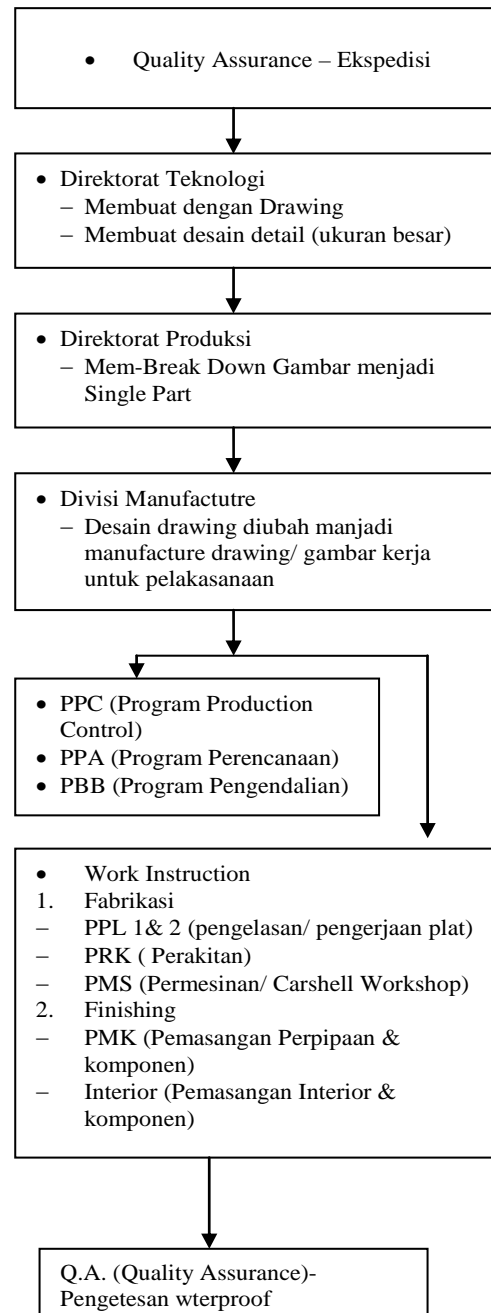 • Quality Assurance – Ekspedisi
• Direktorat Teknologi
– Membuat dengan Drawing
– Membuat desain detail (ukuran besar)
• Direktorat Produksi
– Mem-Break Down Gambar menjadi
Single Part
• Divisi Manufactutre
– Desain drawing diubah manjadi
manufacture drawing/ gambar kerja
untuk pelakasanaan
• PPC (Program Production
Control)
• PPA (Program Perencanaan)
• PBB (Program Pengendalian)
• Work Instruction
1. Fabrikasi
– PPL 1& 2 (pengelasan/ pengerjaan plat)
– PRK ( Perakitan)
– PMS (Permesinan/ Carshell Workshop)
2. Finishing
– PMK (Pemasangan Perpipaan &
komponen)
– Interior (Pemasangan Interior &
komponen)
Q.A. (Quality Assurance)-
Pengetesan wterproof